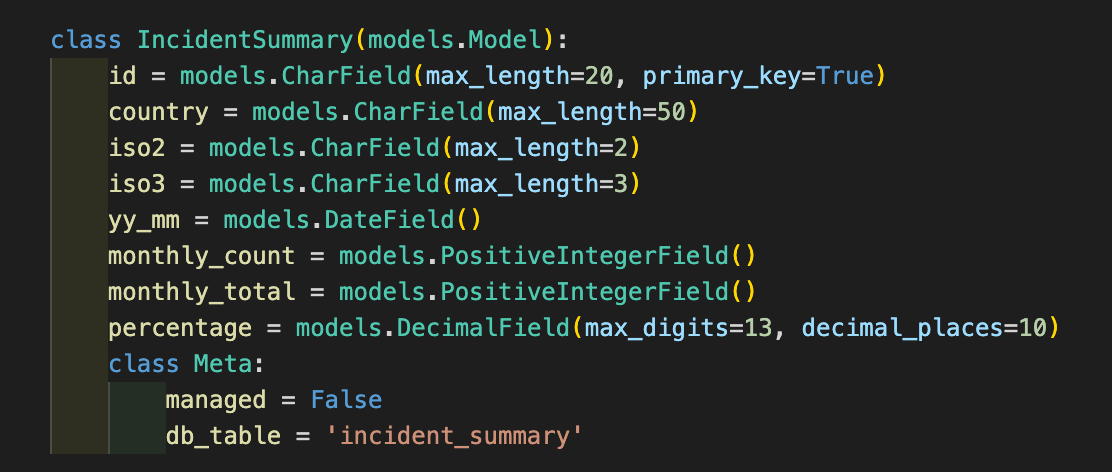 class IncidentSummary(models.Model):
    id = models.CharField(max_length=20, primary_key=True)
    country = models.CharField(max_length=50)
    iso2 = models.CharField(max_length=2)
    iso3 = models.CharField(max_length=3)
    yy_mm = models.DateField()
    monthly_count = models.PositiveIntegerField()
    monthly_total = models.PositiveIntegerField()
    percentage = models.DecimalField(max_digits=13, decimal_places=10)
    class Meta:
        managed = False
        db_table = 'incident_summary'